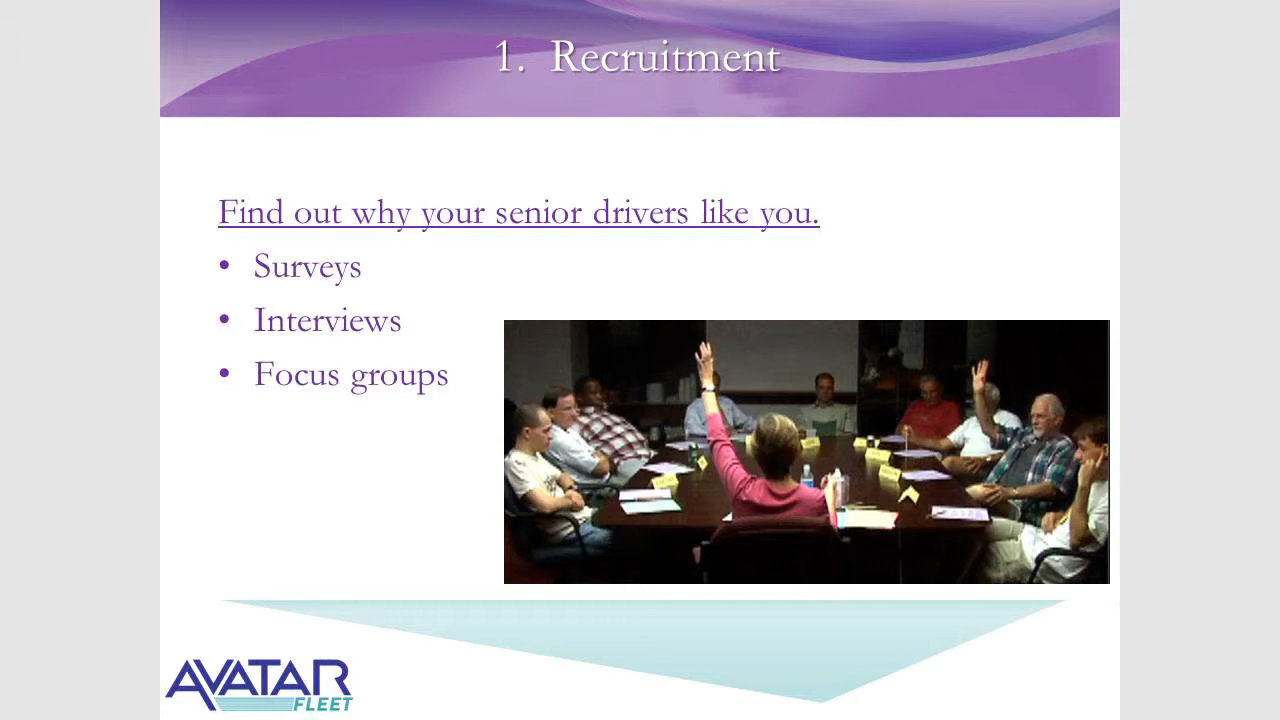 1. Recruitment
Find out why your senior drivers like you.
• Surveys
• Interviews
• Focus groups
AVATAR
FLEET